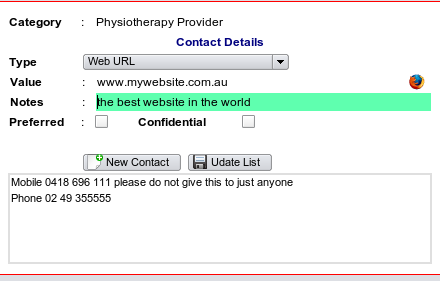 Category : Physiotherapy Provider
Contact Details
Type Web URL
Value : www.mywebsite.com.au
Notes : the best website in the world
Preferred : Confidential
New Contact Udate List
Mobile 0418 696 111 please do not give this to just anyone
Phone 02 49 355555